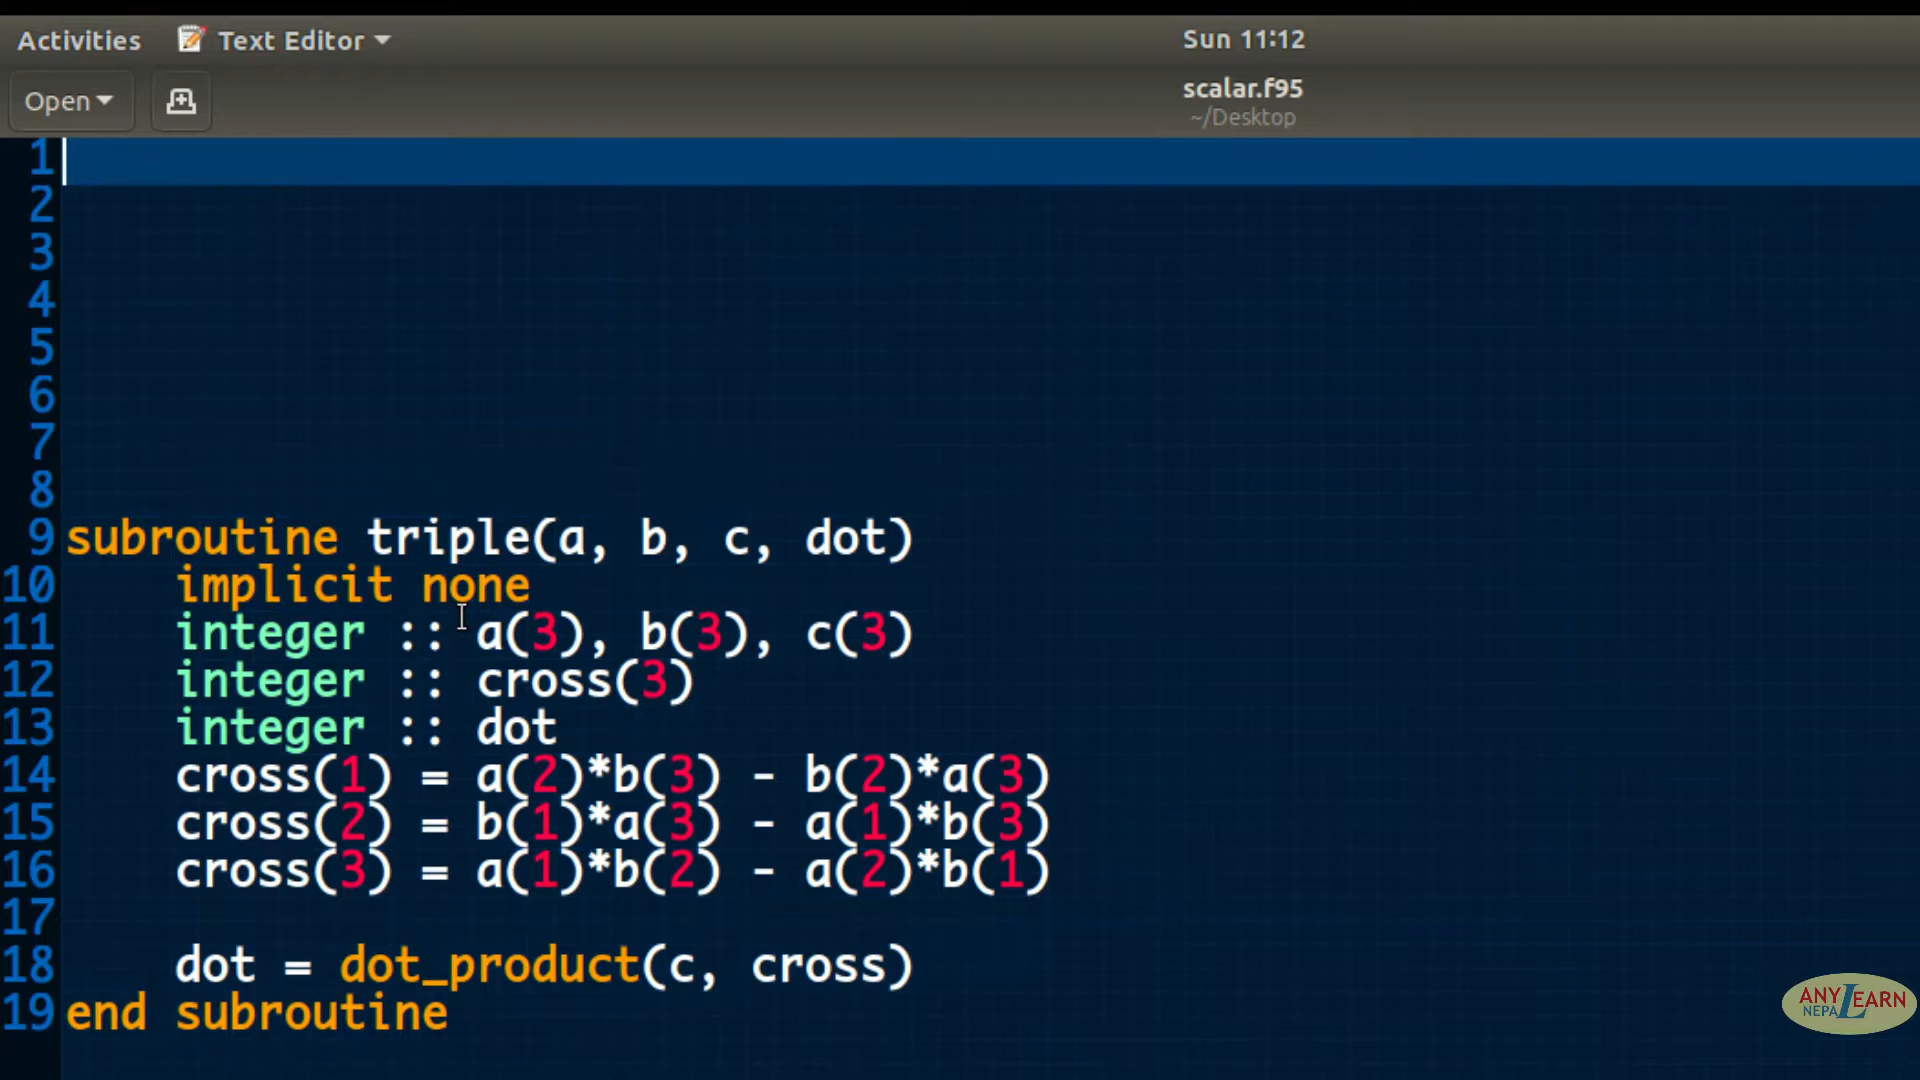 Activities Text Editor Sun 11:12
Open scalar.f95
~/Desktop
1
2
3
4
5
6
7
8
9 subroutine triple(a, b, c, dot)
10 implicit none
11 integer :: a(3), b(3), c(3)
12 integer :: cross(3)
13 integer :: dot
14 cross(1) = a(2)*b(3) - b(2)*a(3)
15 cross(2) = b(1)*a(3) - a(1)*b(3)
16 cross(3) = a(1)*b(2) - a(2)*b(1)
17
18 dot = dot_product(c, cross)
19 end subroutine
ANY LEARN
NEPAL